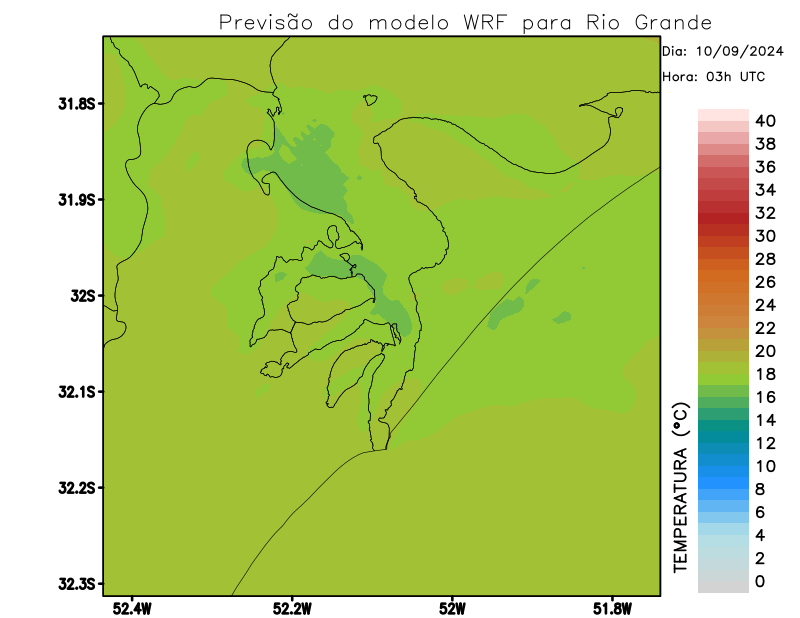 Previsão do modelo WRF para Rio Grande
Dia: 10/09/2024
Hora: 03h UTC
31.8S
31.9S
32S
32.1S
32.2S
32.3S
52.4W
52.2W
52W
51.8W
TEMPERATURA (°C)
40
38
36
34
32
30
28
26
24
22
20
18
16
14
12
10
8
6
4
2
0